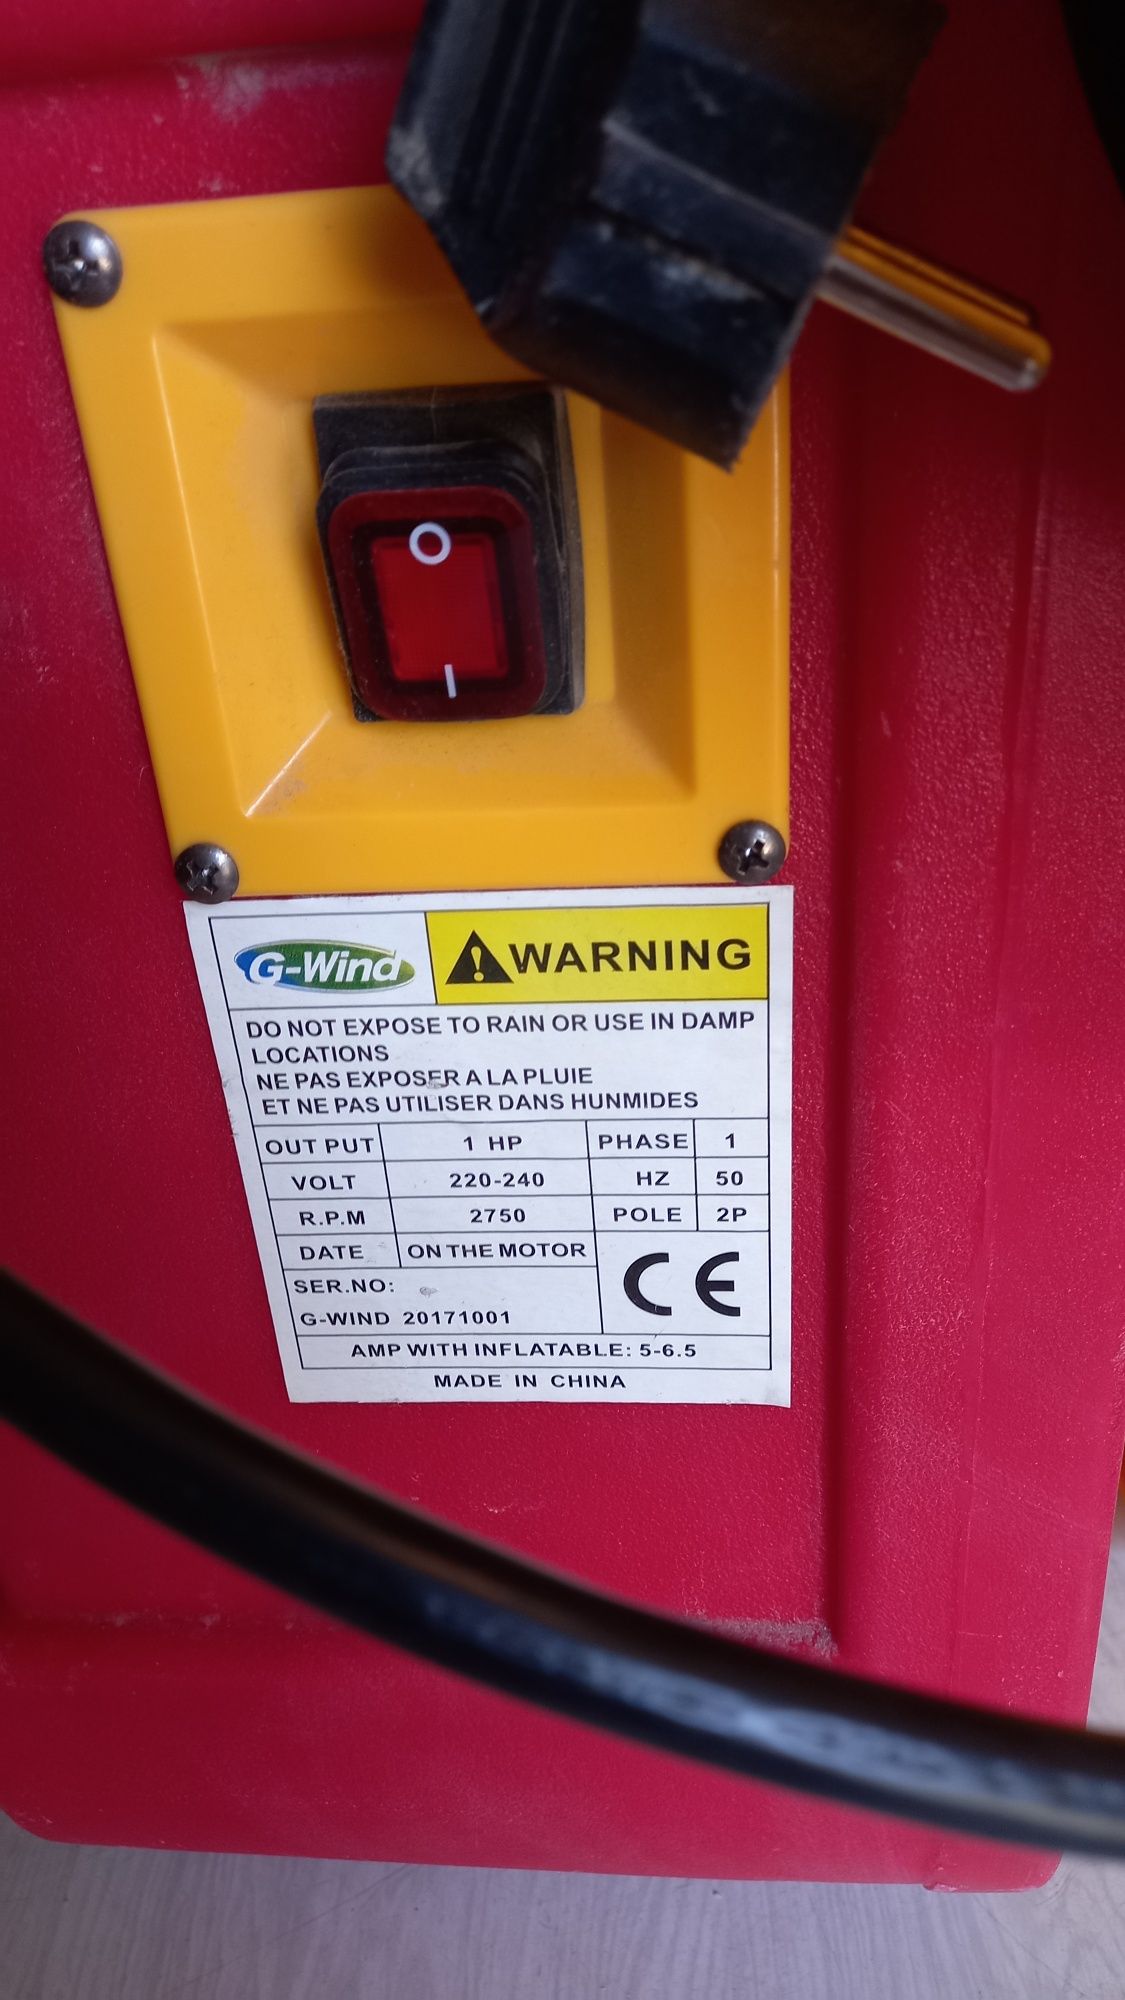 O
I
G-Wind
WARNING
DO NOT EXPOSE TO RAIN OR USE IN DAMP
LOCATIONS
NE PAS EXPOSER A LA PLUIE
ET NE PAS UTILISER DANS HUNMIDES
OUT PUT 1 HP PHASE 1
VOLT 220-240 HZ 50
R.P.M 2750 POLE 2P
DATE ON THE MOTOR
SER.NO:
G-WIND 20171001
CE
AMP WITH INFLATABLE: 5-6.5
MADE IN CHINA